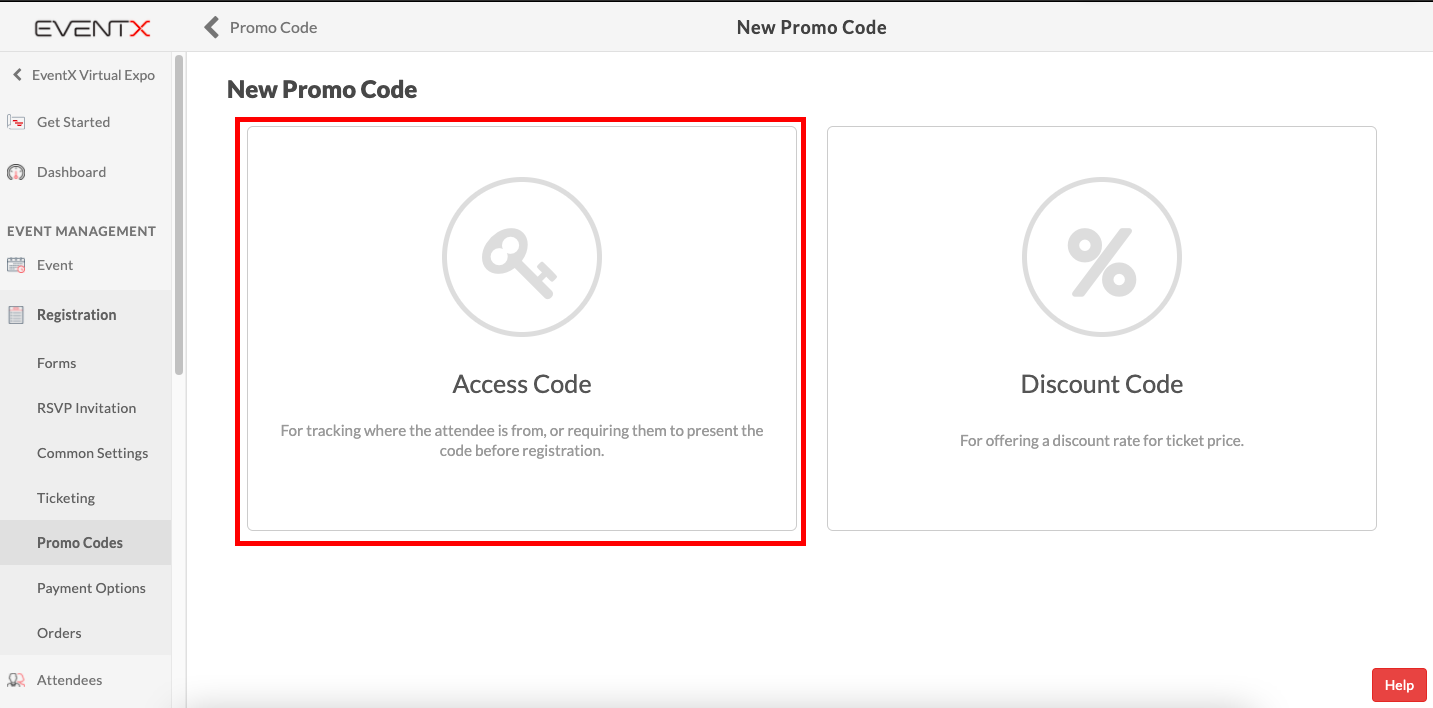 EVENTX
Promo Code
New Promo Code
EventX Virtual Expo
Get Started
Dashboard
EVENT MANAGEMENT
Event
Registration
Forms
RSVP Invitation
Common Settings
Ticketing
Promo Codes
Payment Options
Orders
Attendees
New Promo Code
Access Code
For tracking where the attendee is from, or requiring them to present the
code before registration.
%
Discount Code
For offering a discount rate for ticket price.
Help